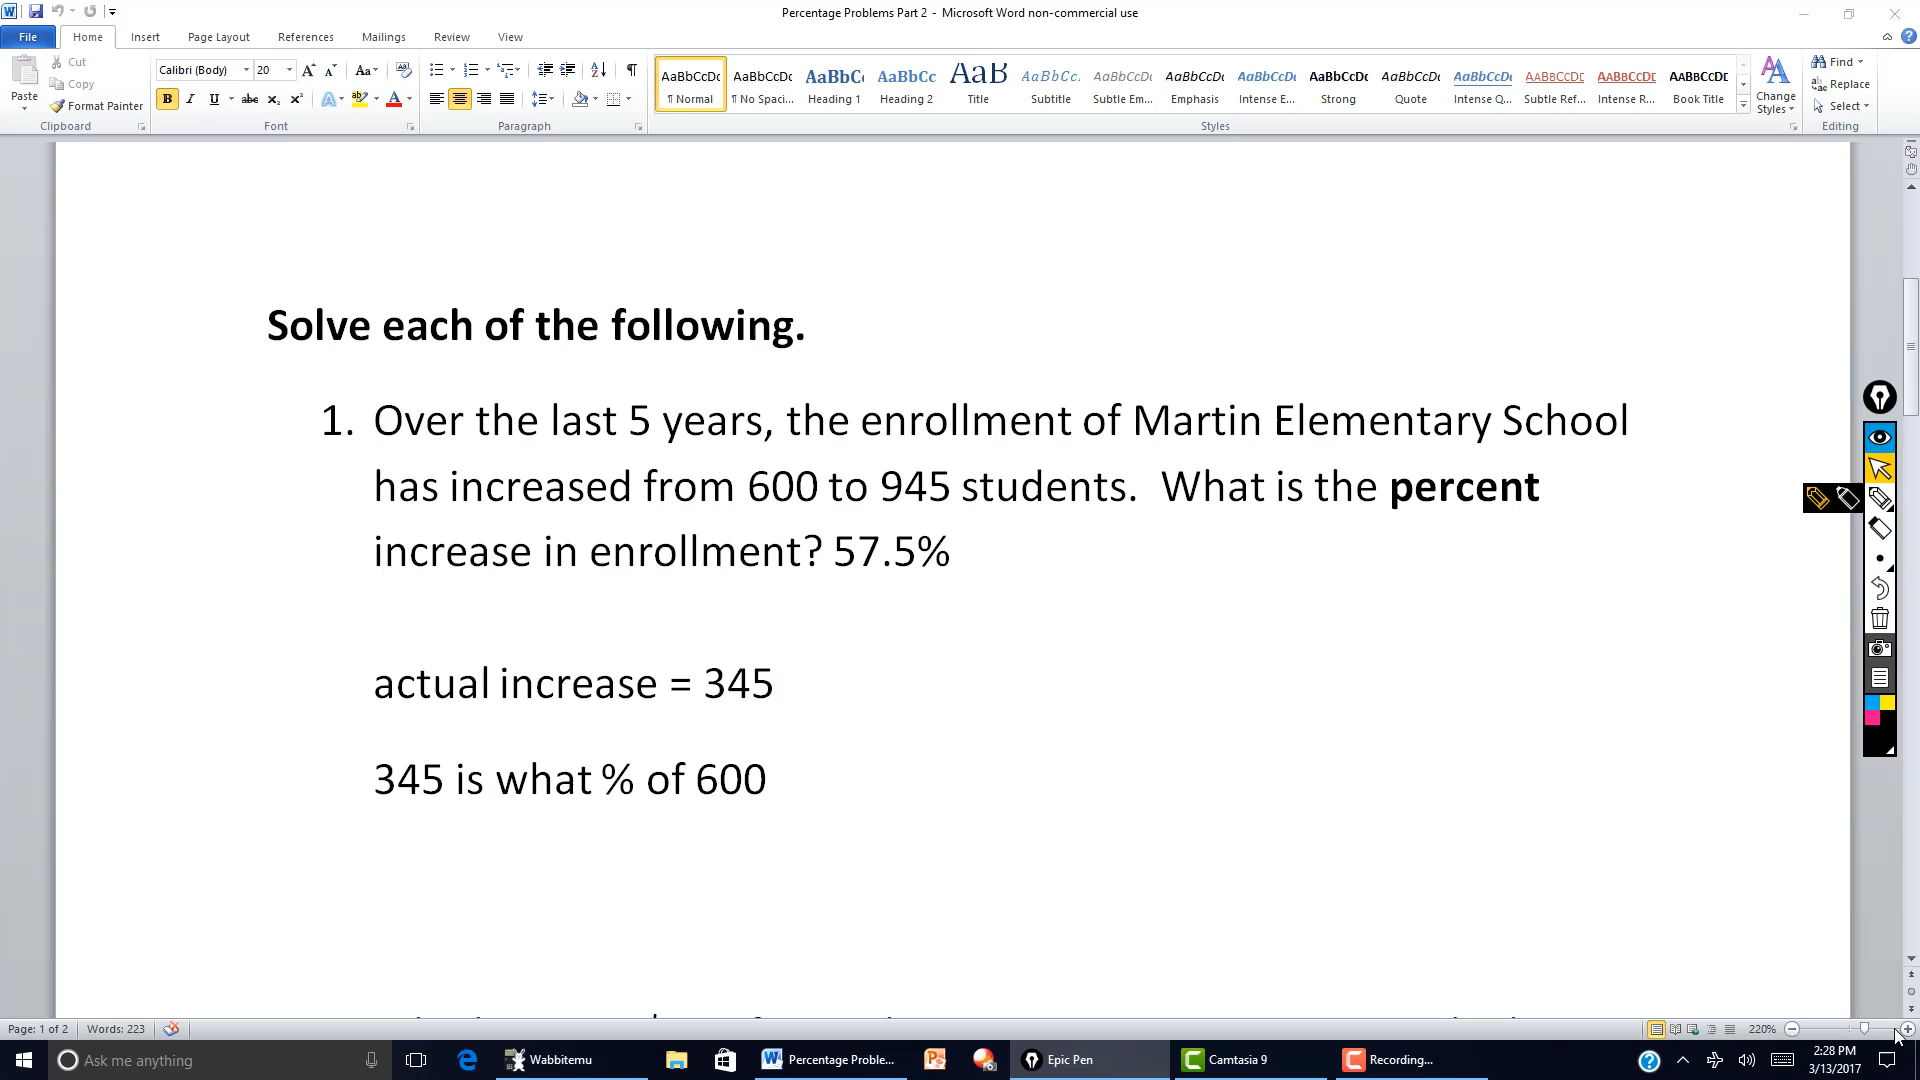 Percentage Problems Part 2 - Microsoft Word non-commercial use
File Home Insert Page Layout References Mailings Review View
Paste
Cut
Copy
Format Painter
Clipboard
Calibri (Body) 20
Font
Paragraph
AaBbCcDc AaBbCcDc AaBbC AaBbCc AaB AaBbCc. AaBbCcDc AaBbCcDc AaBbCcDc AaBbCcDc AaBbCcDc AaBbCcDc AaBbCcDc AaBbCcDc AaBbCcDc
¶ Normal ¶ No Spaci... Heading 1 Heading 2 Title Subtitle Subtle Em... Emphasis Intense E... Strong Quote Intense Q... Subtle Ref... Intense R... Book Title
Change
Styles
Styles
Find
Replace
Select
Editing
Solve each of the following.
1. Over the last 5 years, the enrollment of Martin Elementary School
has increased from 600 to 945 students. What is the percent
increase in enrollment? 57.5%
actual increase = 345
345 is what % of 600
Page: 1 of 2 Words: 223
220%
Ask me anything
Wabbitemu
Percentage Proble...
Epic Pen
Camtasia 9
Recording...
2:28 PM
3/13/2017